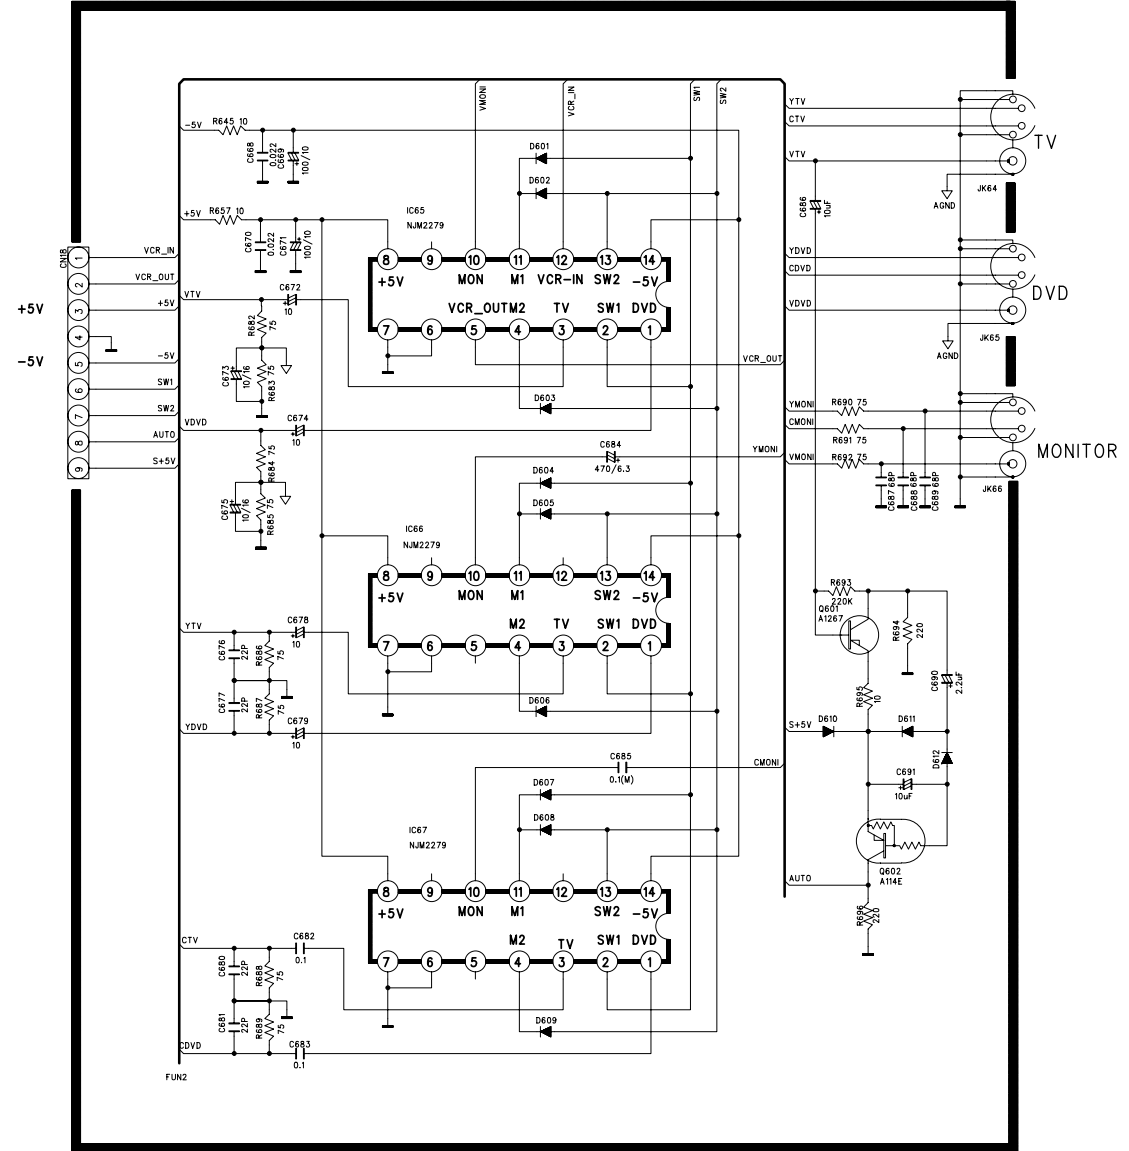 VMONI
VCR_IN
SW1
SW2
YTV
CTV
VTV
TV
JK64
AGND
-5V
R645 10
C668
0.022
C669
100/10
D601
D602
C686
10uF
+5V
R657 10
C670
0.022
C671
100/10
IC65
NJM2279
YDVD
CDVD
VDVD
DVD
JK65
AGND
CN18
1
2
3
4
5
6
7
8
9
VCR_IN
VCR_OUT
+5V
+5V
-5V
-5V
SW1
SW2
AUTO
S+5V
8 9 10 11 12 13 14
+5V MON M1 VCR-IN SW2 -5V
VCR_OUT M2 TV SW1 DVD
7 6 5 4 3 2 1
VTV
C672
10
R682
75
C673
10/16
R683 75
VCR_OUT
D603
VDVD
C674
10
R684 75
C675
10/16
R685 75
C684
470/6.3
YMONI
D604
D605
YMONI
CMONI
VMONI
R690 75
R691 75
R692 75
C687 68P
C688 68P
C689 68P
MONITOR
JK66
IC66
NJM2279
8 9 10 11 12 13 14
+5V MON M1 SW2 -5V
M2 TV SW1 DVD
7 6 5 4 3 2 1
YTV
C678
10
C676
22P
R686
75
C677
22P
R687
75
YDVD
C679
10
D606
R693
220K
Q601
A1267
R694
220
C690
2.2uF
R695
10
S+5V
D610
D611
D612
C691
10uF
Q602
A114E
AUTO
R696
220
C685
0.1(M)
CMONI
D607
D608
IC67
NJM2279
8 9 10 11 12 13 14
+5V MON M1 SW2 -5V
M2 TV SW1 DVD
7 6 5 4 3 2 1
CTV
C682
0.1
C680
22P
R688
75
C681
22P
R689
75
CDVD
C683
0.1
D609
FUN2